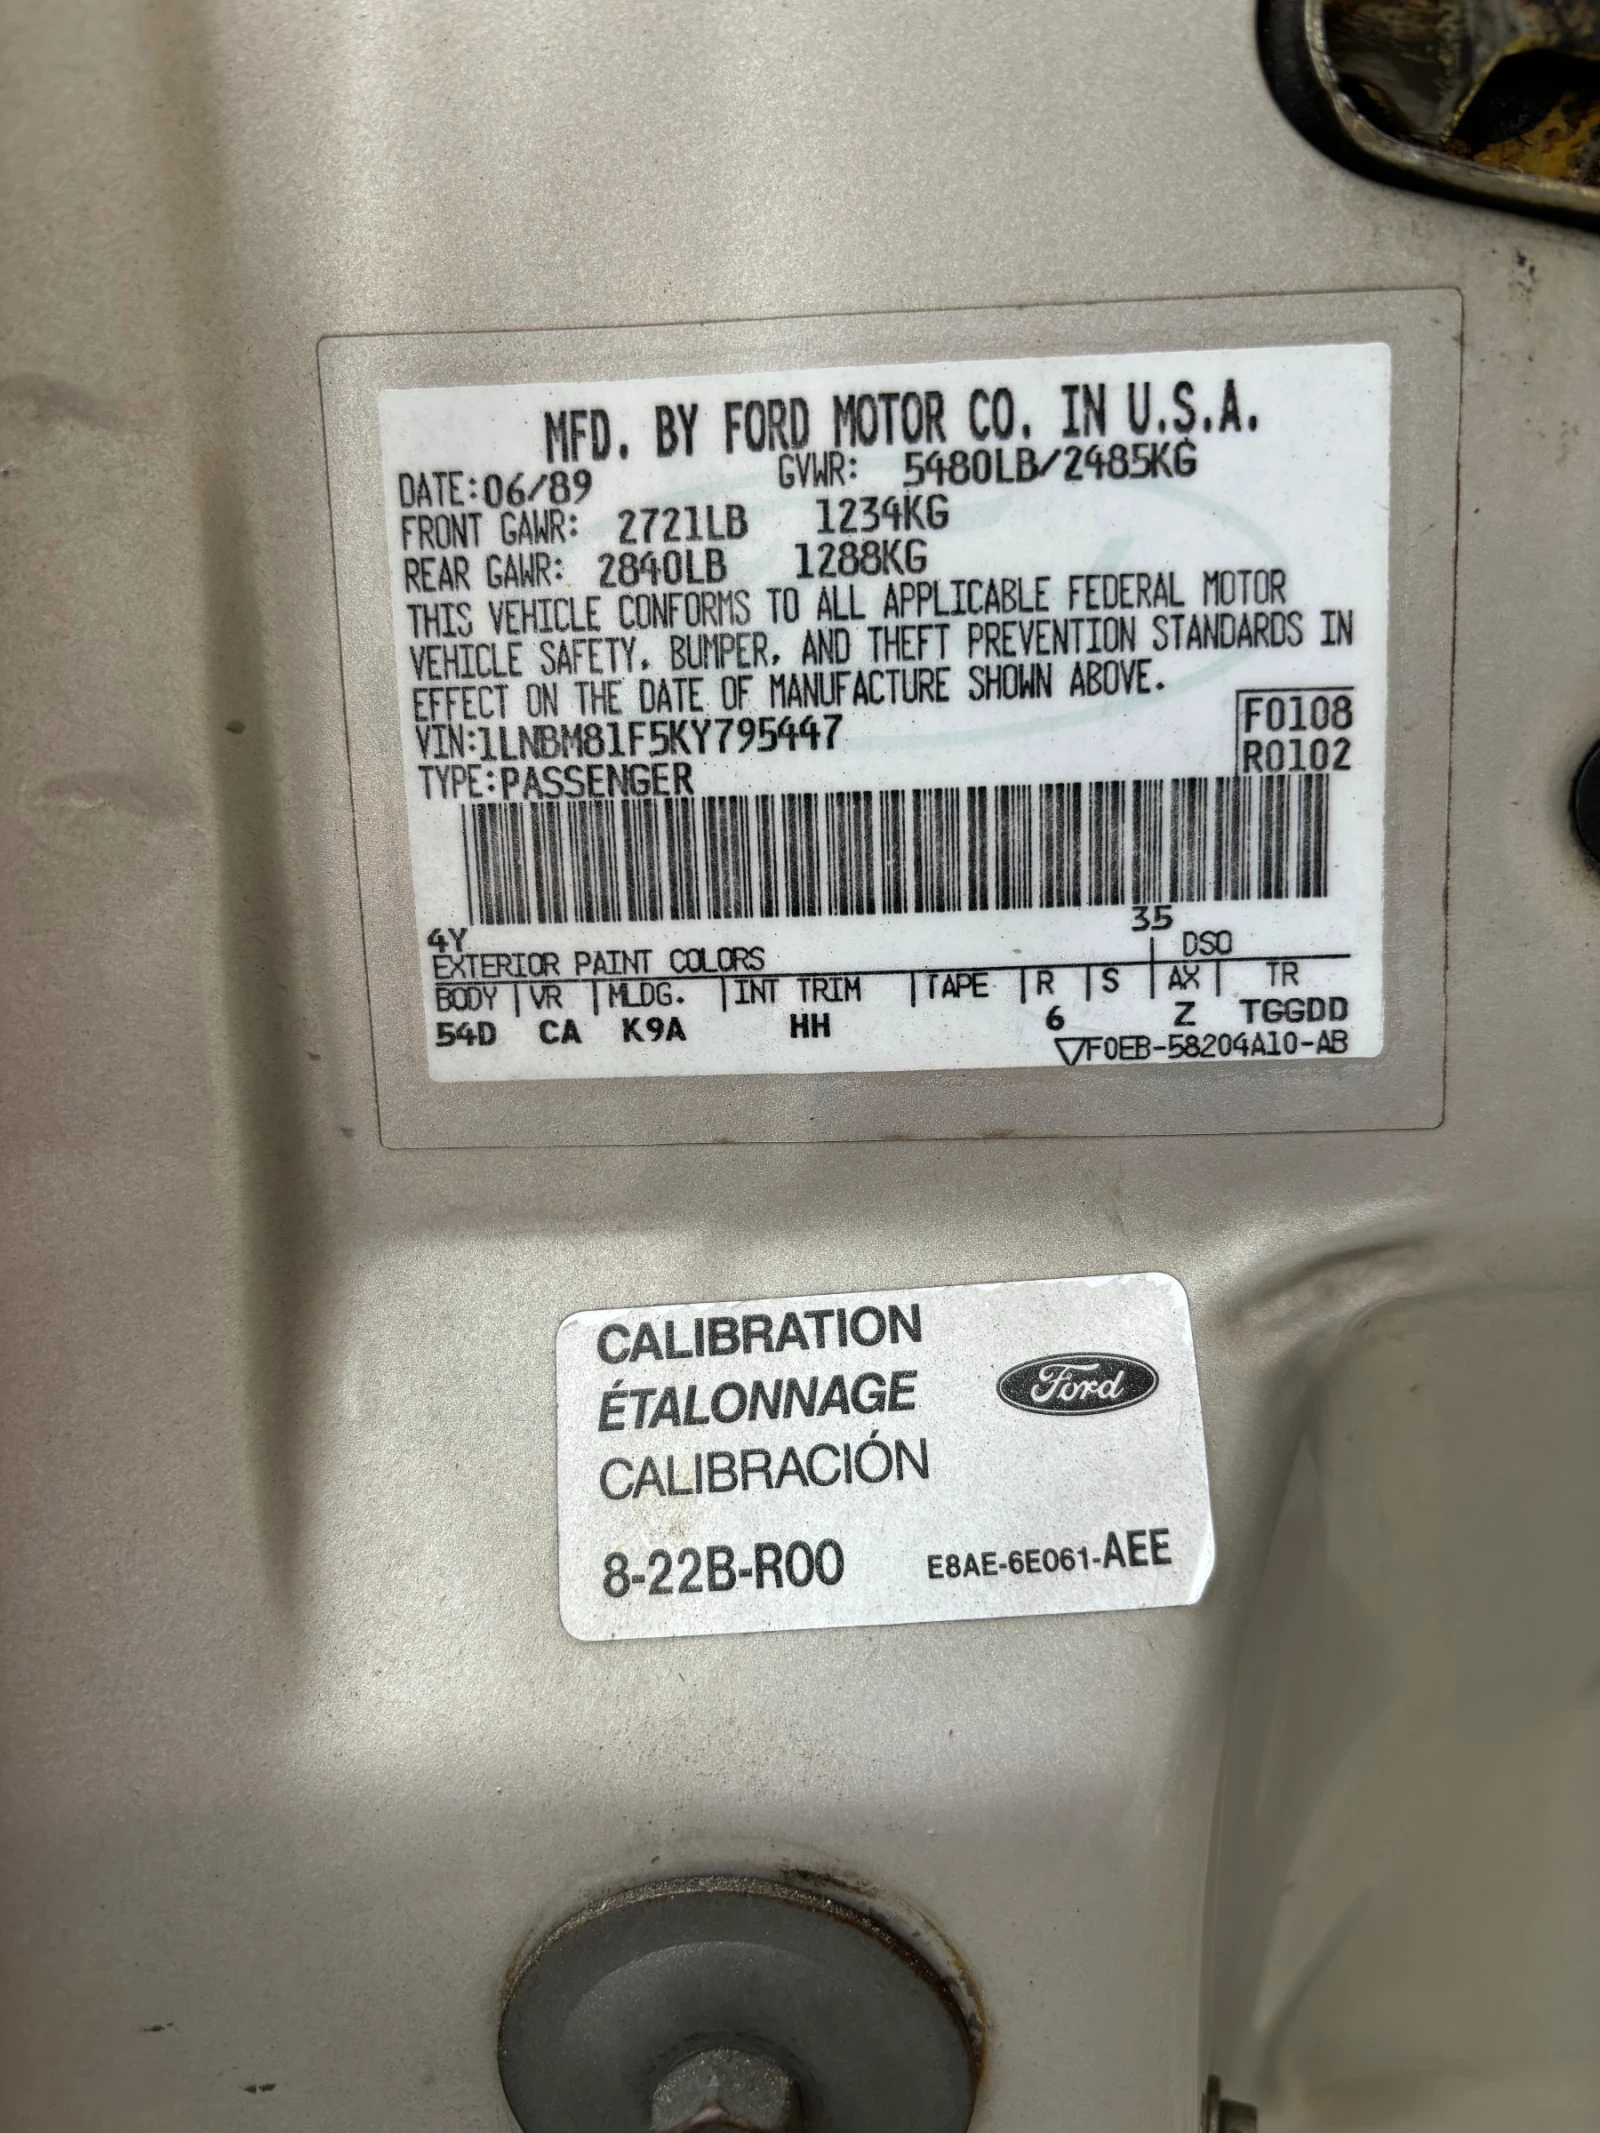 MFD. BY FORD MOTOR CO. IN U.S.A.
DATE:06/89 GVWR: 5480LB/2485KG
FRONT GAWR: 2721LB 1234KG
REAR GAWR: 2840LB 1288KG
THIS VEHICLE CONFORMS TO ALL APPLICABLE FEDERAL MOTOR
VEHICLE SAFETY, BUMPER, AND THEFT PREVENTION STANDARDS IN
EFFECT ON THE DATE OF MANUFACTURE SHOWN ABOVE.
VIN:1LNBM81F5KY795447
F0108
TYPE:PASSENGER
R0102
4Y 35
EXTERIOR PAINT COLORS DSO
BODY VR MLDG. INT TRIM TAPE R S AX TR
54D CA K9A HH 6 Z TGGDD
▽F0EB-58204A10-AB
CALIBRATION
ÉTALONNAGE
CALIBRACIÓN
Ford
8-22B-R00 E8AE-6E061-AEE